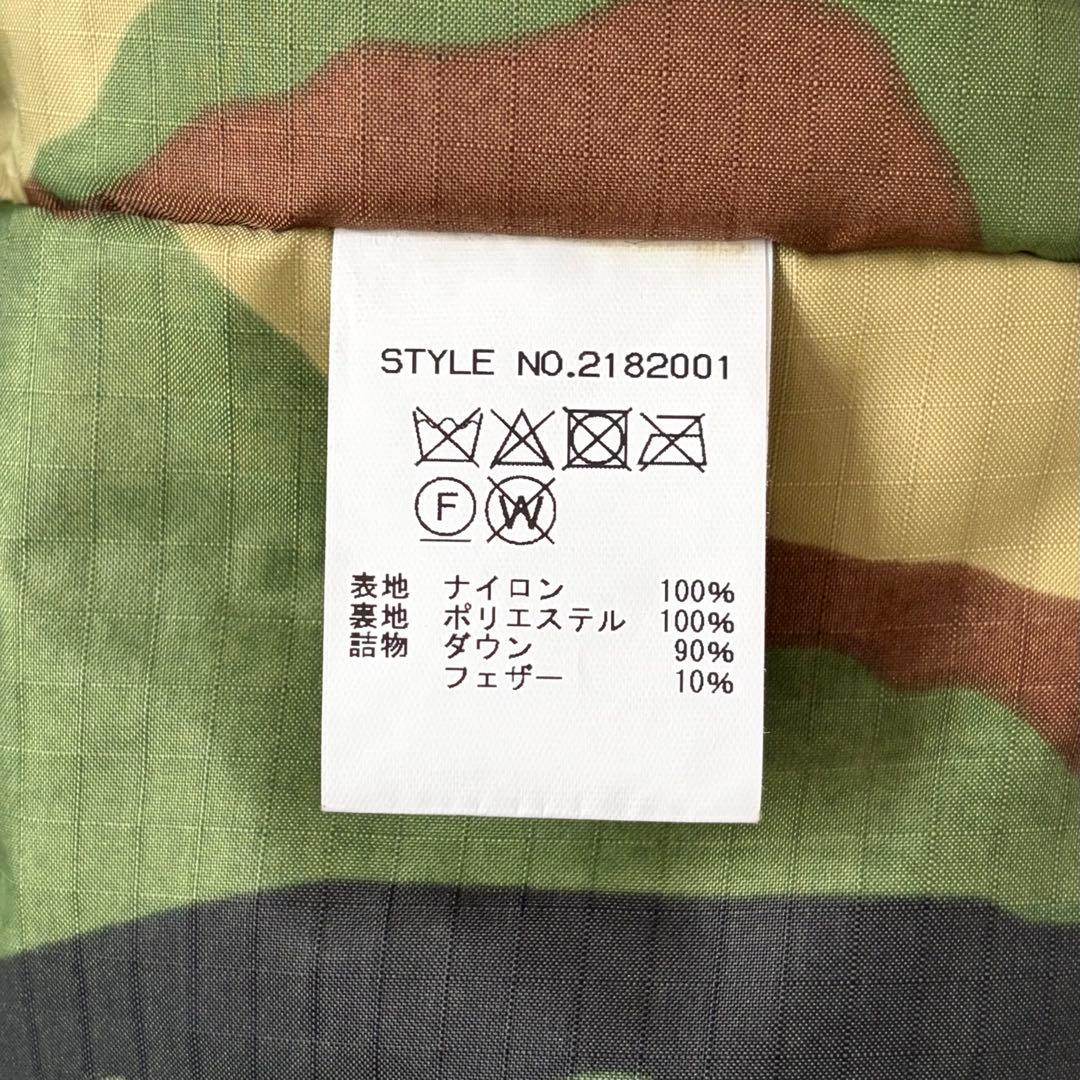 STYLE NO.2182001
F W
表地 ナイロン 100%
裏地 ポリエステル 100%
詰物 ダウン 90%
フェザー 10%